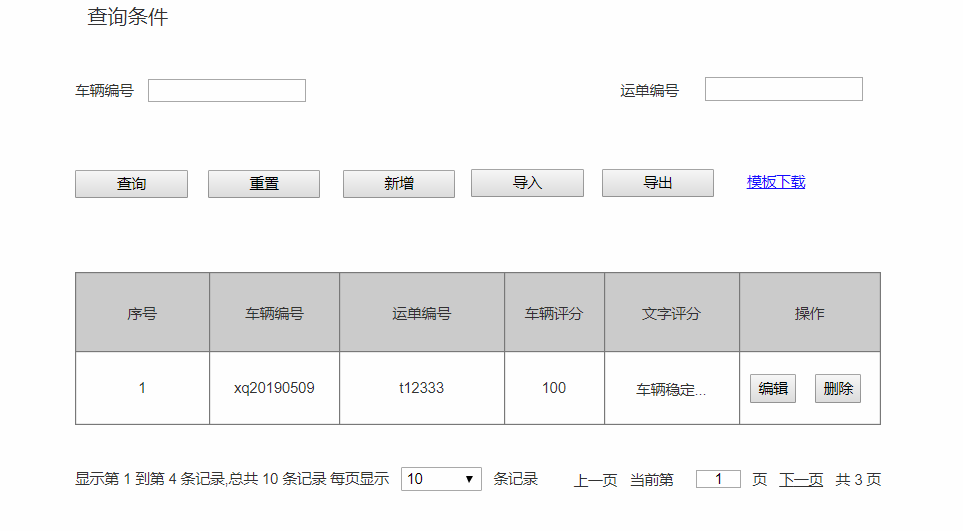 查询条件
车辆编号 运单编号
查询 重置 新增 导入 导出 模板下载
序号 车辆编号 运单编号 车辆评分 文字评分 操作
1 xq20190509 t12333 100 车辆稳定... 编辑 删除
显示第 1 到第 4 条记录,总共 10 条记录 每页显示 10 条记录 上一页 当前第 1 页 下一页 共 3 页